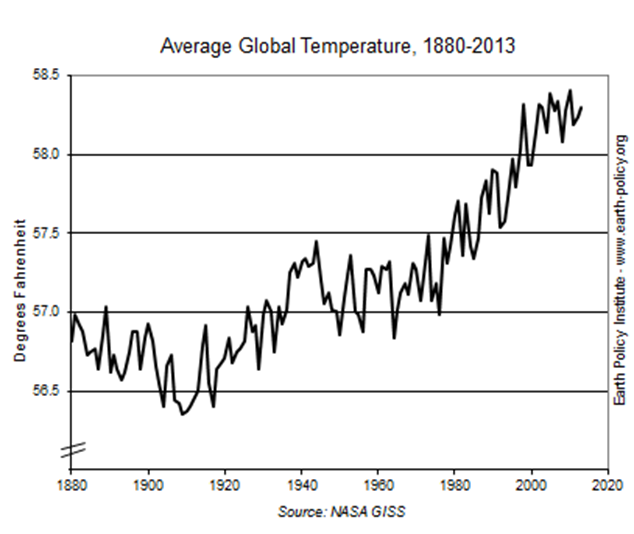 Average Global Temperature, 1880-2013
58.5
58.0
57.5
57.0
56.5
Degrees Fahrenheit
1880 1900 1920 1940 1960 1980 2000 2020
Source: NASA GISS
Earth Policy Institute - www.earth-policy.org